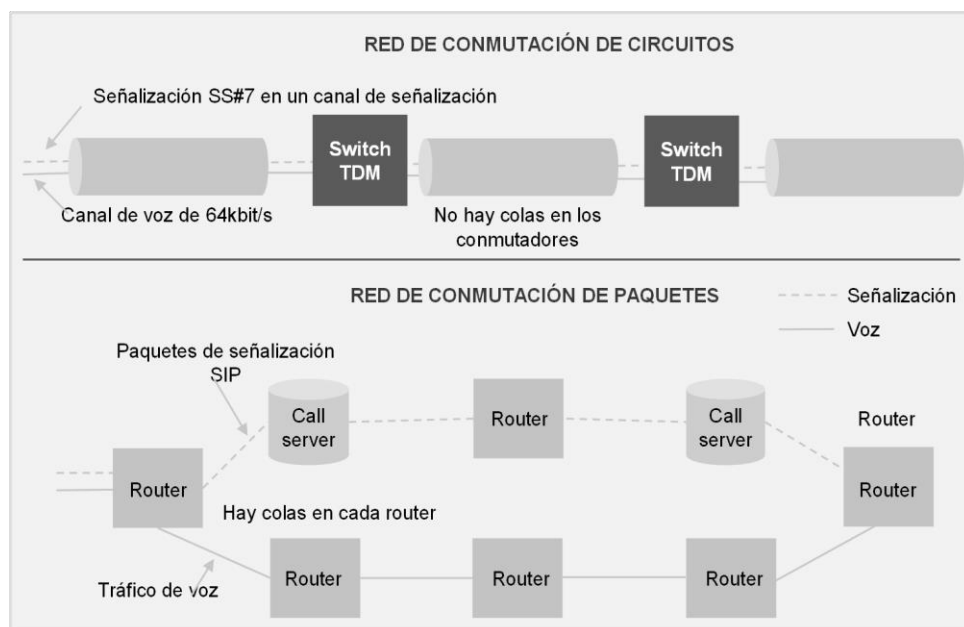 RED DE CONMUTACIÓN DE CIRCUITOS
Señalización SS#7 en un canal de señalización
Switch
TDM
Switch
TDM
Canal de voz de 64kbit/s
No hay colas en los
conmutadores
RED DE CONMUTACIÓN DE PAQUETES
Señalización
Voz
Paquetes de señalización
SIP
Call
server
Router
Call
server
Router
Router
Router
Hay colas en cada router
Tráfico de voz
Router
Router
Router